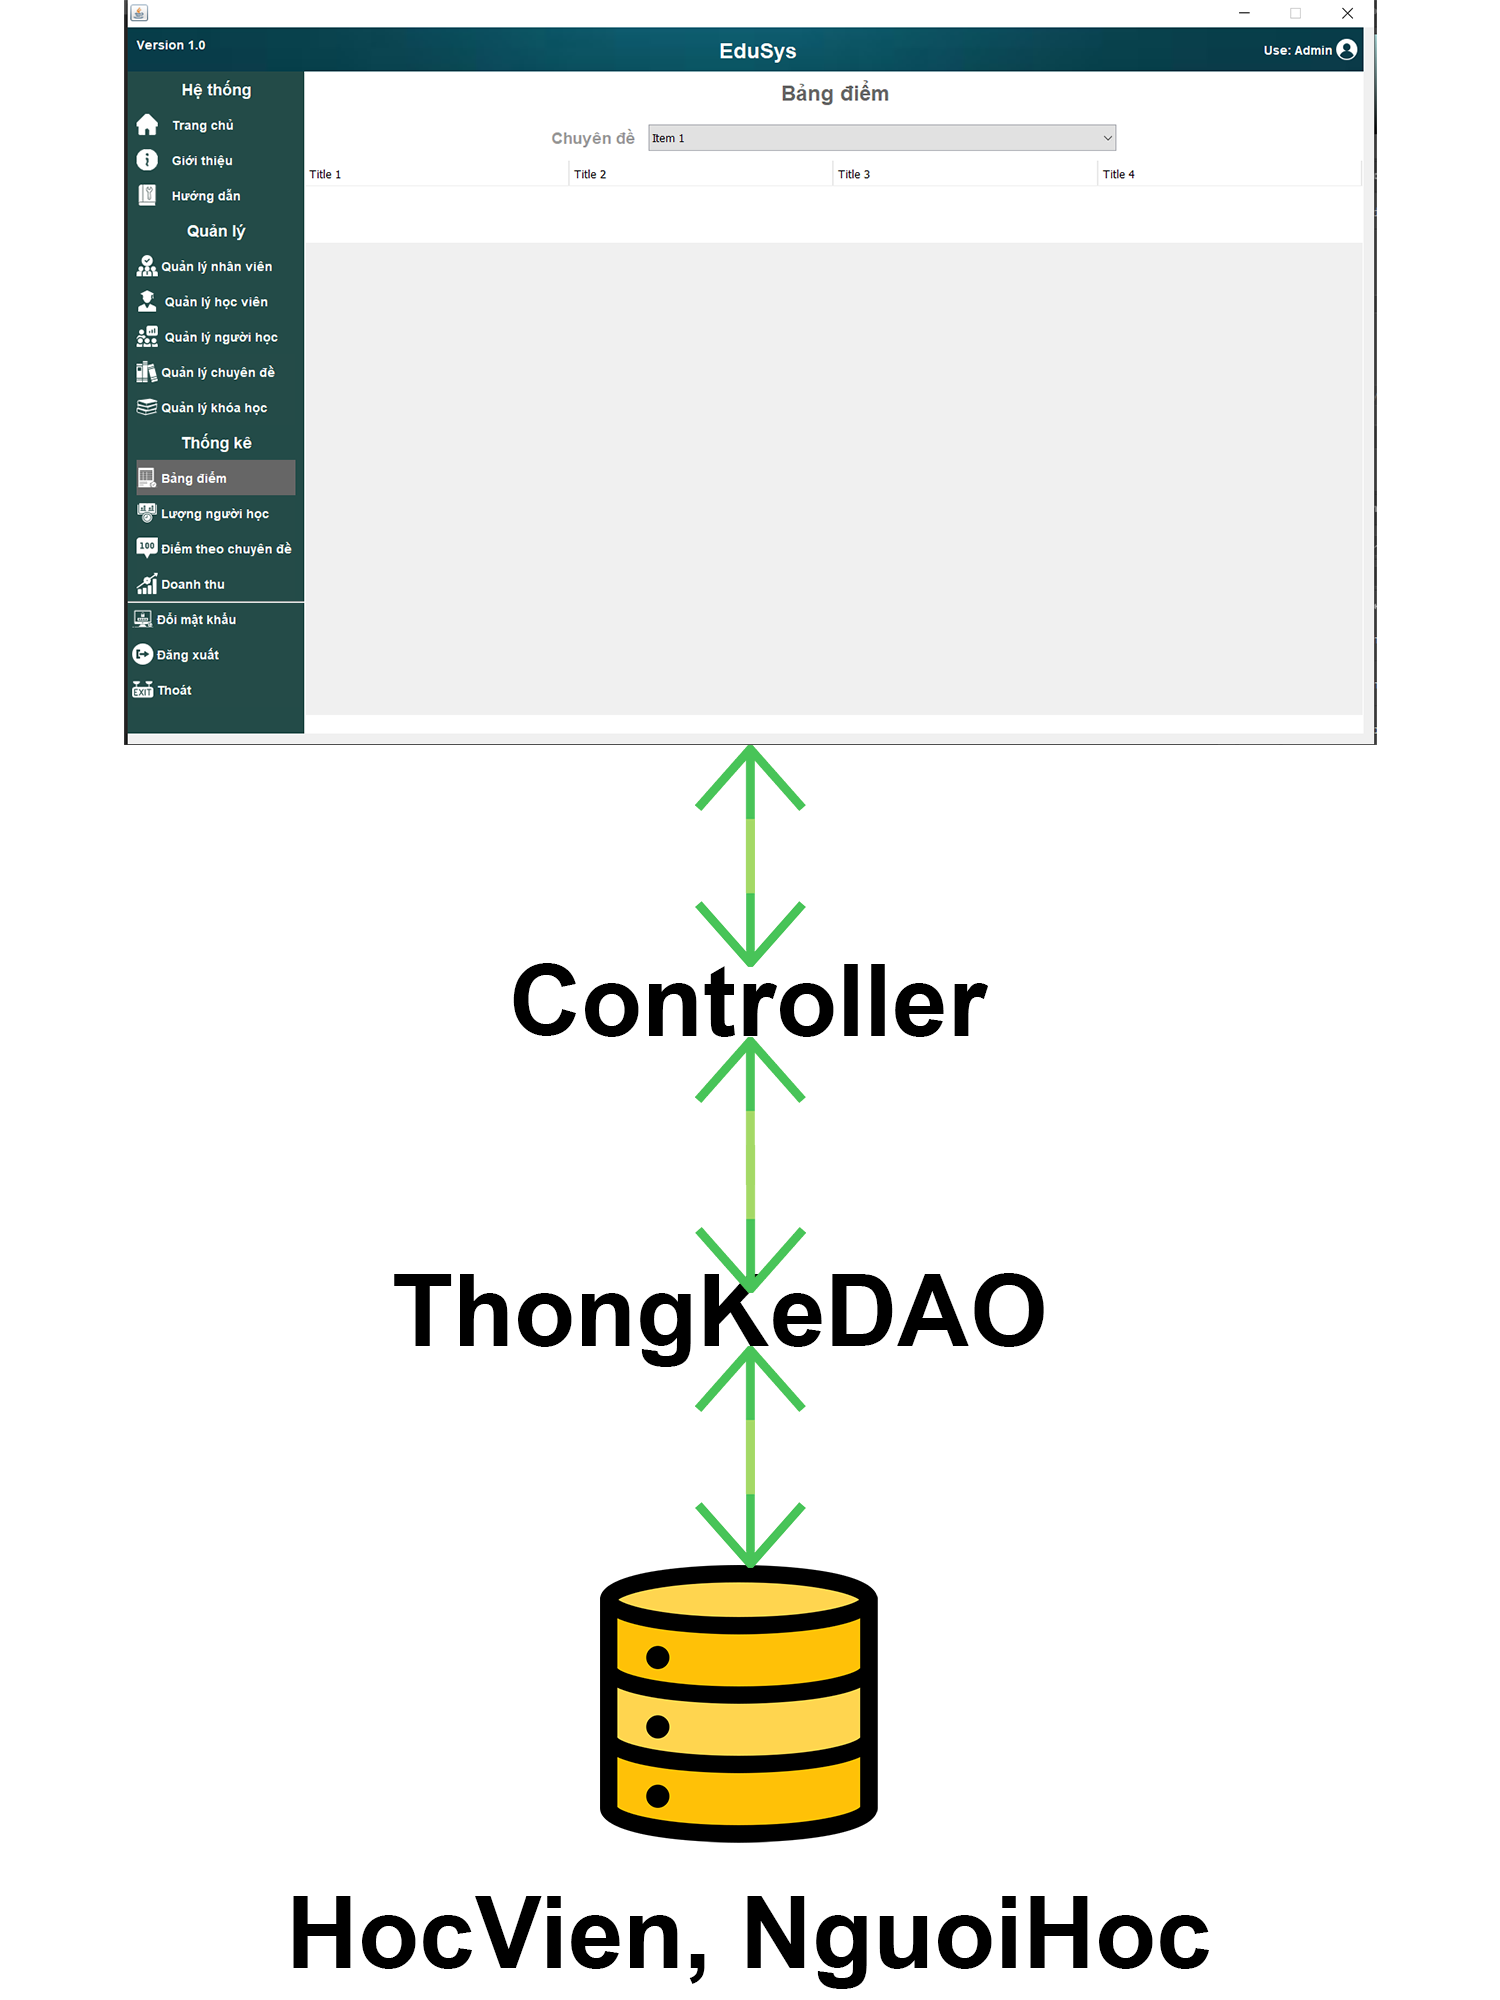 Version 1.0
EduSys
Use: Admin
Hệ thống
Trang chủ
Giới thiệu
Hướng dẫn
Quản lý
Quản lý nhân viên
Quản lý học viên
Quản lý người học
Quản lý chuyên đề
Quản lý khóa học
Thống kê
Bảng điểm
Lượng người học
100
Điểm theo chuyên đề
Doanh thu
Đổi mật khẩu
Đăng xuất
EXIT
Thoát
Bảng điểm
Chuyên đề
Item 1
Title 1
Title 2
Title 3
Title 4
Controller
ThongKeDAO
HocVien, NguoiHoc